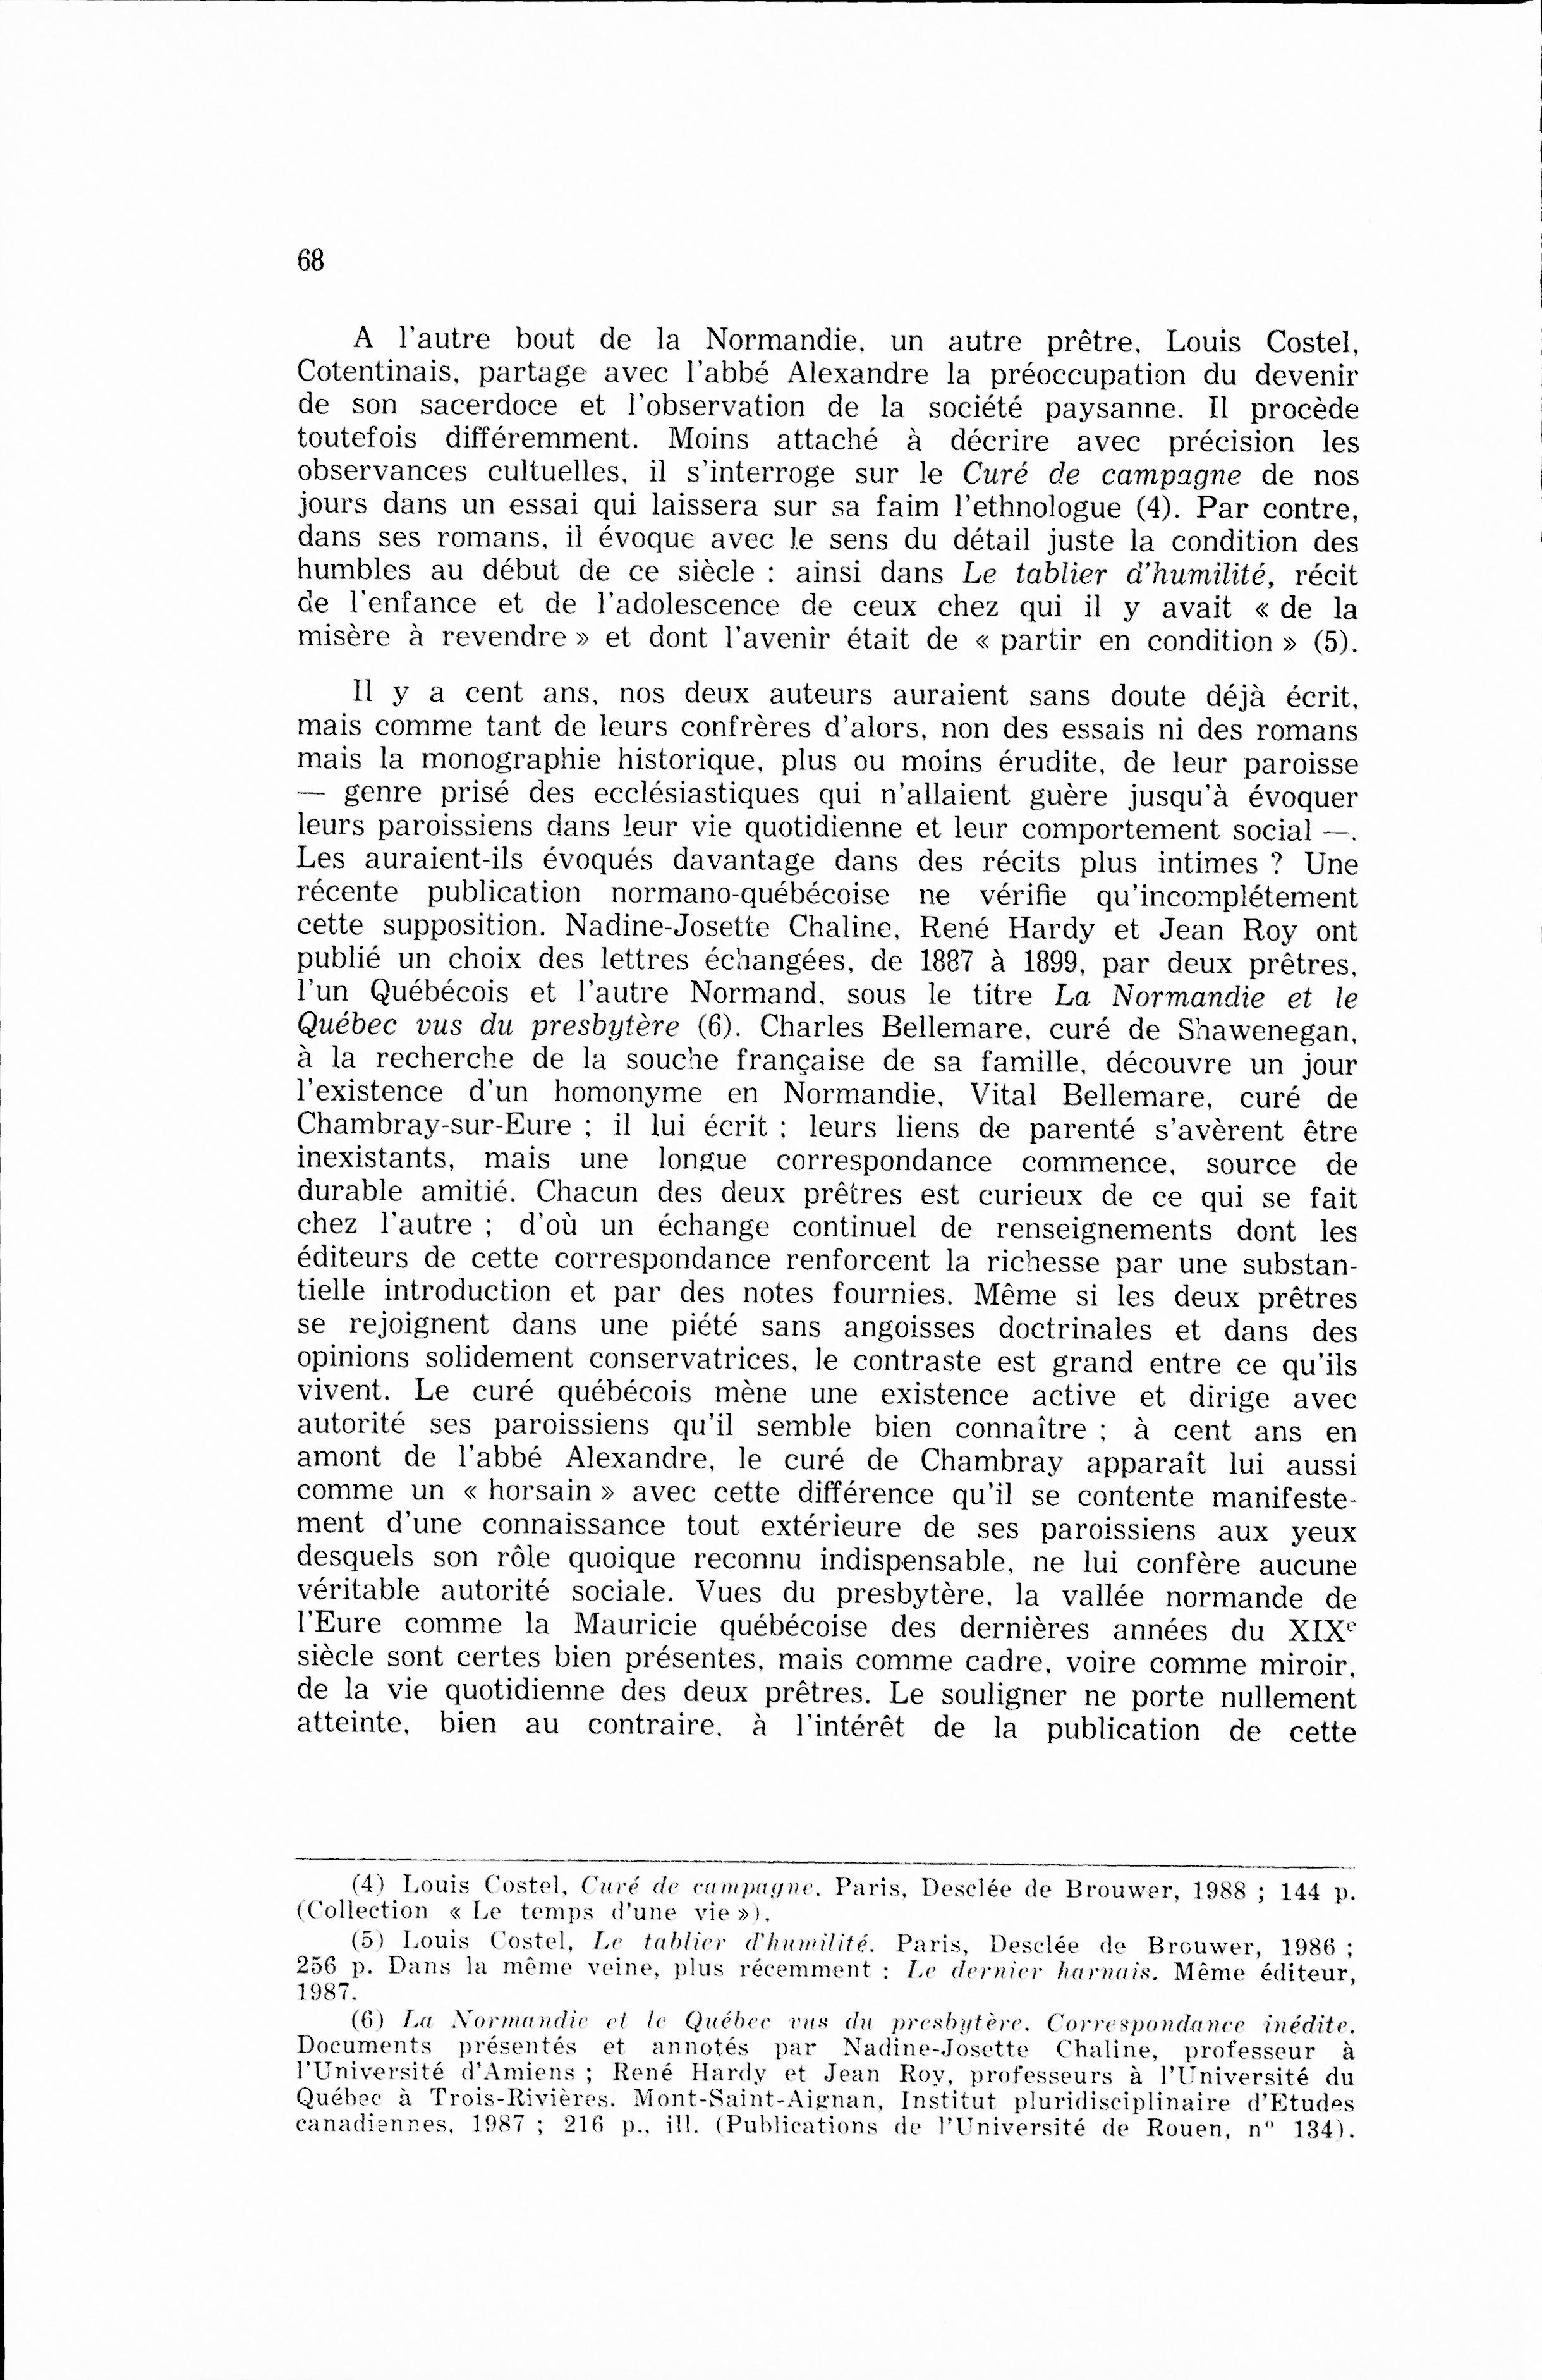 68
A l'autre bout de la Normandie, un autre prêtre, Louis Costel,
Cotentinais, partage avec l'abbé Alexandre la préoccupation du devenir
de son sacerdoce et l'observation de la société paysanne. Il procède
toutefois différemment. Moins attaché à décrire avec précision les
observances cultuelles, il s'interroge sur le Curé de campagne de nos
jours dans un essai qui laissera sur sa faim l'ethnologue (4). Par contre,
dans ses romans, il évoque avec le sens du détail juste la condition des
humbles au début de ce siècle : ainsi dans Le tablier d'humilité, récit
de l'enfance et de l'adolescence de ceux chez qui il y avait « de la
misère à revendre » et dont l'avenir était de « partir en condition » (5).
Il y a cent ans, nos deux auteurs auraient sans doute déjà écrit,
mais comme tant de leurs confrères d'alors, non des essais ni des romans
mais la monographie historique, plus ou moins érudite, de leur paroisse
— genre prisé des ecclésiastiques qui n'allaient guère jusqu'à évoquer
leurs paroissiens dans leur vie quotidienne et leur comportement social —.
Les auraient-ils évoqués davantage dans des récits plus intimes ? Une
récente publication normano-québécoise ne vérifie qu'incomplétement
cette supposition. Nadine-Josette Chaline, René Hardy et Jean Roy ont
publié un choix des lettres échangées, de 1887 à 1899, par deux prêtres,
l'un Québécois et l'autre Normand, sous le titre La Normandie et le
Québec vus du presbytère (6). Charles Bellemare, curé de Shawenegan,
à la recherche de la souche française de sa famille, découvre un jour
l'existence d'un homonyme en Normandie, Vital Bellemare, curé de
Chambray-sur-Eure ; il lui écrit ; leurs liens de parenté s'avèrent être
inexistants, mais une longue correspondance commence, source de
durable amitié. Chacun des deux prêtres est curieux de ce qui se fait
chez l'autre ; d'où un échange continuel de renseignements dont les
éditeurs de cette correspondance renforcent la richesse par une substan-
tielle introduction et par des notes fournies. Même si les deux prêtres
se rejoignent dans une piété sans angoisses doctrinales et dans des
opinions solidement conservatrices, le contraste est grand entre ce qu'ils
vivent. Le curé québécois mène une existence active et dirige avec
autorité ses paroissiens qu'il semble bien connaître ; à cent ans en
amont de l'abbé Alexandre, le curé de Chambray apparaît lui aussi
comme un « horsain » avec cette différence qu'il se contente manifeste-
ment d'une connaissance tout extérieure de ses paroissiens aux yeux
desquels son rôle quoique reconnu indispensable, ne lui confère aucune
véritable autorité sociale. Vues du presbytère, la vallée normande de
l'Eure comme la Mauricie québécoise des dernières années du XIXe
siècle sont certes bien présentes, mais comme cadre, voire comme miroir,
de la vie quotidienne des deux prêtres. Le souligner ne porte nullement
atteinte, bien au contraire, à l'intérêt de la publication de cette
(4) Louis Costel, Curé de campagne. Paris, Desclée de Brouwer, 1988 ; 144 p.
(Collection « Le temps d'une vie »).
(5) Louis Costel, Le tablier d'humilité. Paris, Desclée de Brouwer, 1986 ;
256 p. Dans la même veine, plus récemment : Le dernier harnais. Même éditeur,
1987.
(6) La Normandie et le Québec vus du presbytère. Correspondance inédite.
Documents présentés et annotés par Nadine-Josette Chaline, professeur à
l'Université d'Amiens ; René Hardy et Jean Roy, professeurs à l'Université du
Québec à Trois-Rivières. Mont-Saint-Aignan, Institut pluridisciplinaire d'Etudes
canadiennes, 1987 ; 216 p., ill. (Publications de l'Université de Rouen, n° 134).